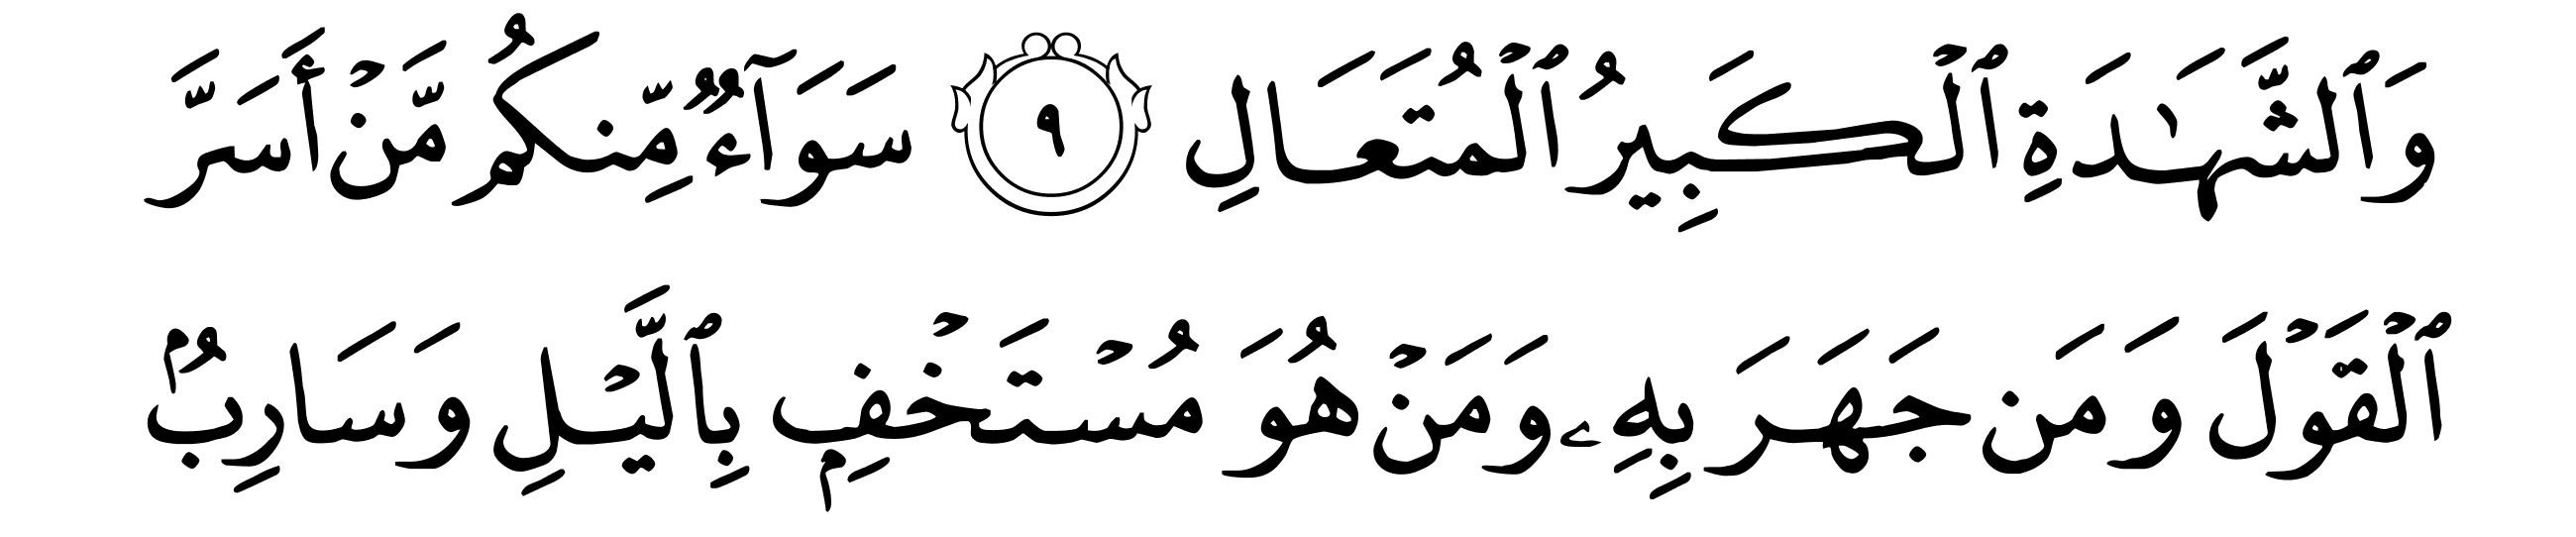 وَٱلشَّهَٰدَةِ ٱلۡكَبِيرُ ٱلۡمُتَعَالِ ٩ سَوَآءٞ مِّنكُم مَّنۡ أَسَرَّ
ٱلۡقَوۡلَ وَمَن جَهَرَ بِهِۦ وَمَنۡ هُوَ مُسۡتَخۡفِۭ بِٱلَّيۡلِ وَسَارِبُۢ